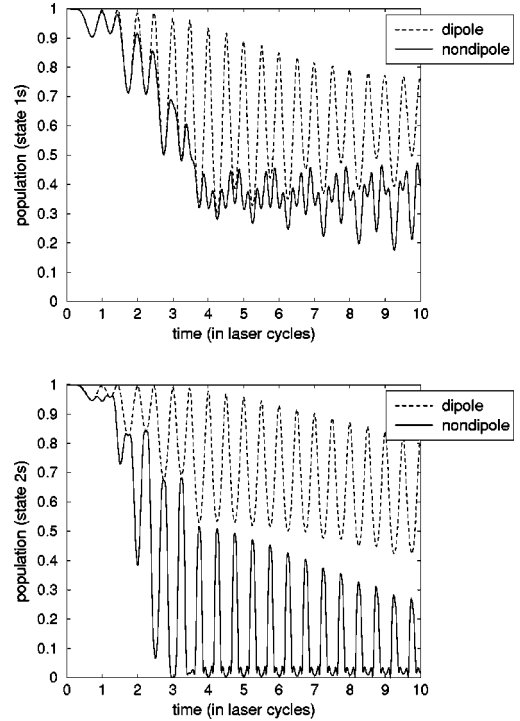 1
0.9
0.8
0.7
0.6
0.5
0.4
0.3
0.2
0.1
0
population (state 1s)
dipole
nondipole
0 1 2 3 4 5 6 7 8 9 10
time (in laser cycles)
1
0.9
0.8
0.7
0.6
0.5
0.4
0.3
0.2
0.1
0
population (state 2s)
dipole
nondipole
0 1 2 3 4 5 6 7 8 9 10
time (in laser cycles)